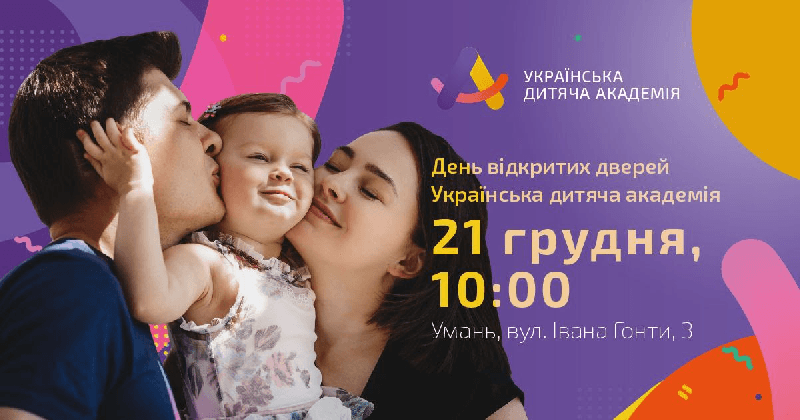 УКРАЇНСЬКА
ДИТЯЧА АКАДЕМІЯ
День відкритих дверей
Українська дитяча академія
21 грудня,
10:00
Умань, вул. Івана Гонти, 3